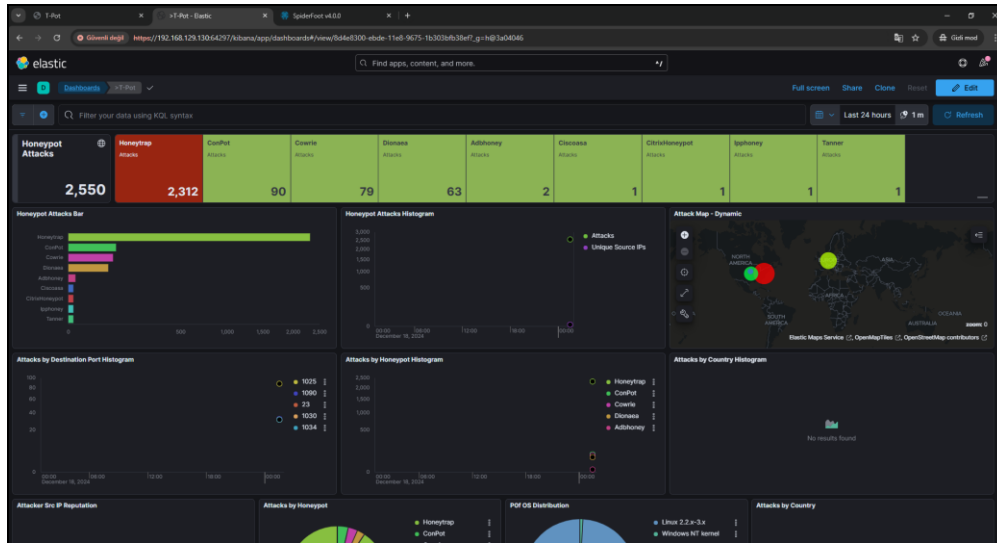 T-Pot
>T-Pot - Elastic
SpiderFoot v4.0.0
Güvenli değil
https://192.168.129.130:64297/kibana/app/dashboards#/view/8d4e8300-ebde-11e8-9675-1b303bfb38ef?_g=h@3a04046
Gizli mod
elastic
Find apps, content, and more.
D
Dashboards
>T-Pot
Full screen
Share
Clone
Reset
Edit
Filter your data using KQL syntax
Last 24 hours
1 m
Refresh
Honeypot Attacks
2,550
Honeytrap
Attacks
2,312
ConPot
Attacks
90
Cowrie
Attacks
79
Dionaea
Attacks
63
Adbhoney
Attacks
2
Ciscoasa
Attacks
1
CitrixHoneypot
Attacks
1
Ipphoney
Attacks
1
Tanner
Attacks
1
Honeypot Attacks Bar
Honeytrap
ConPot
Cowrie
Dionaea
Adbhoney
Ciscoasa
CitrixHoneypot
Ipphoney
Tanner
0 500 1,000 1,500 2,000 2,500
Honeypot Attacks Histogram
3,000
2,500
2,000
1,500
1,000
500
0
00:00 06:00 12:00 18:00 00:00
December 18, 2024
Attacks
Unique Source IPs
Attack Map - Dynamic
NORTH AMERICA
ASIA
AFRICA
SOUTH AMERICA
OCEANIA
AUSTRALIA
Elastic Maps Service
OpenMapTiles
OpenStreetMap contributors
Attacks by Destination Port Histogram
100
80
60
40
20
0
00:00 06:00 12:00 18:00 00:00
December 18, 2024
1025
1090
23
1030
1034
Attacks by Honeypot Histogram
2,500
2,000
1,500
1,000
500
0
00:00 06:00 12:00 18:00 00:00
December 18, 2024
Honeytrap
ConPot
Cowrie
Dionaea
Adbhoney
Attacks by Country Histogram
No results found
Attacker Src IP Reputation
Attacks by Honeypot
Honeytrap
ConPot
P0f OS Distribution
Linux 2.2.x-3.x
Windows NT kernel
Attacks by Country